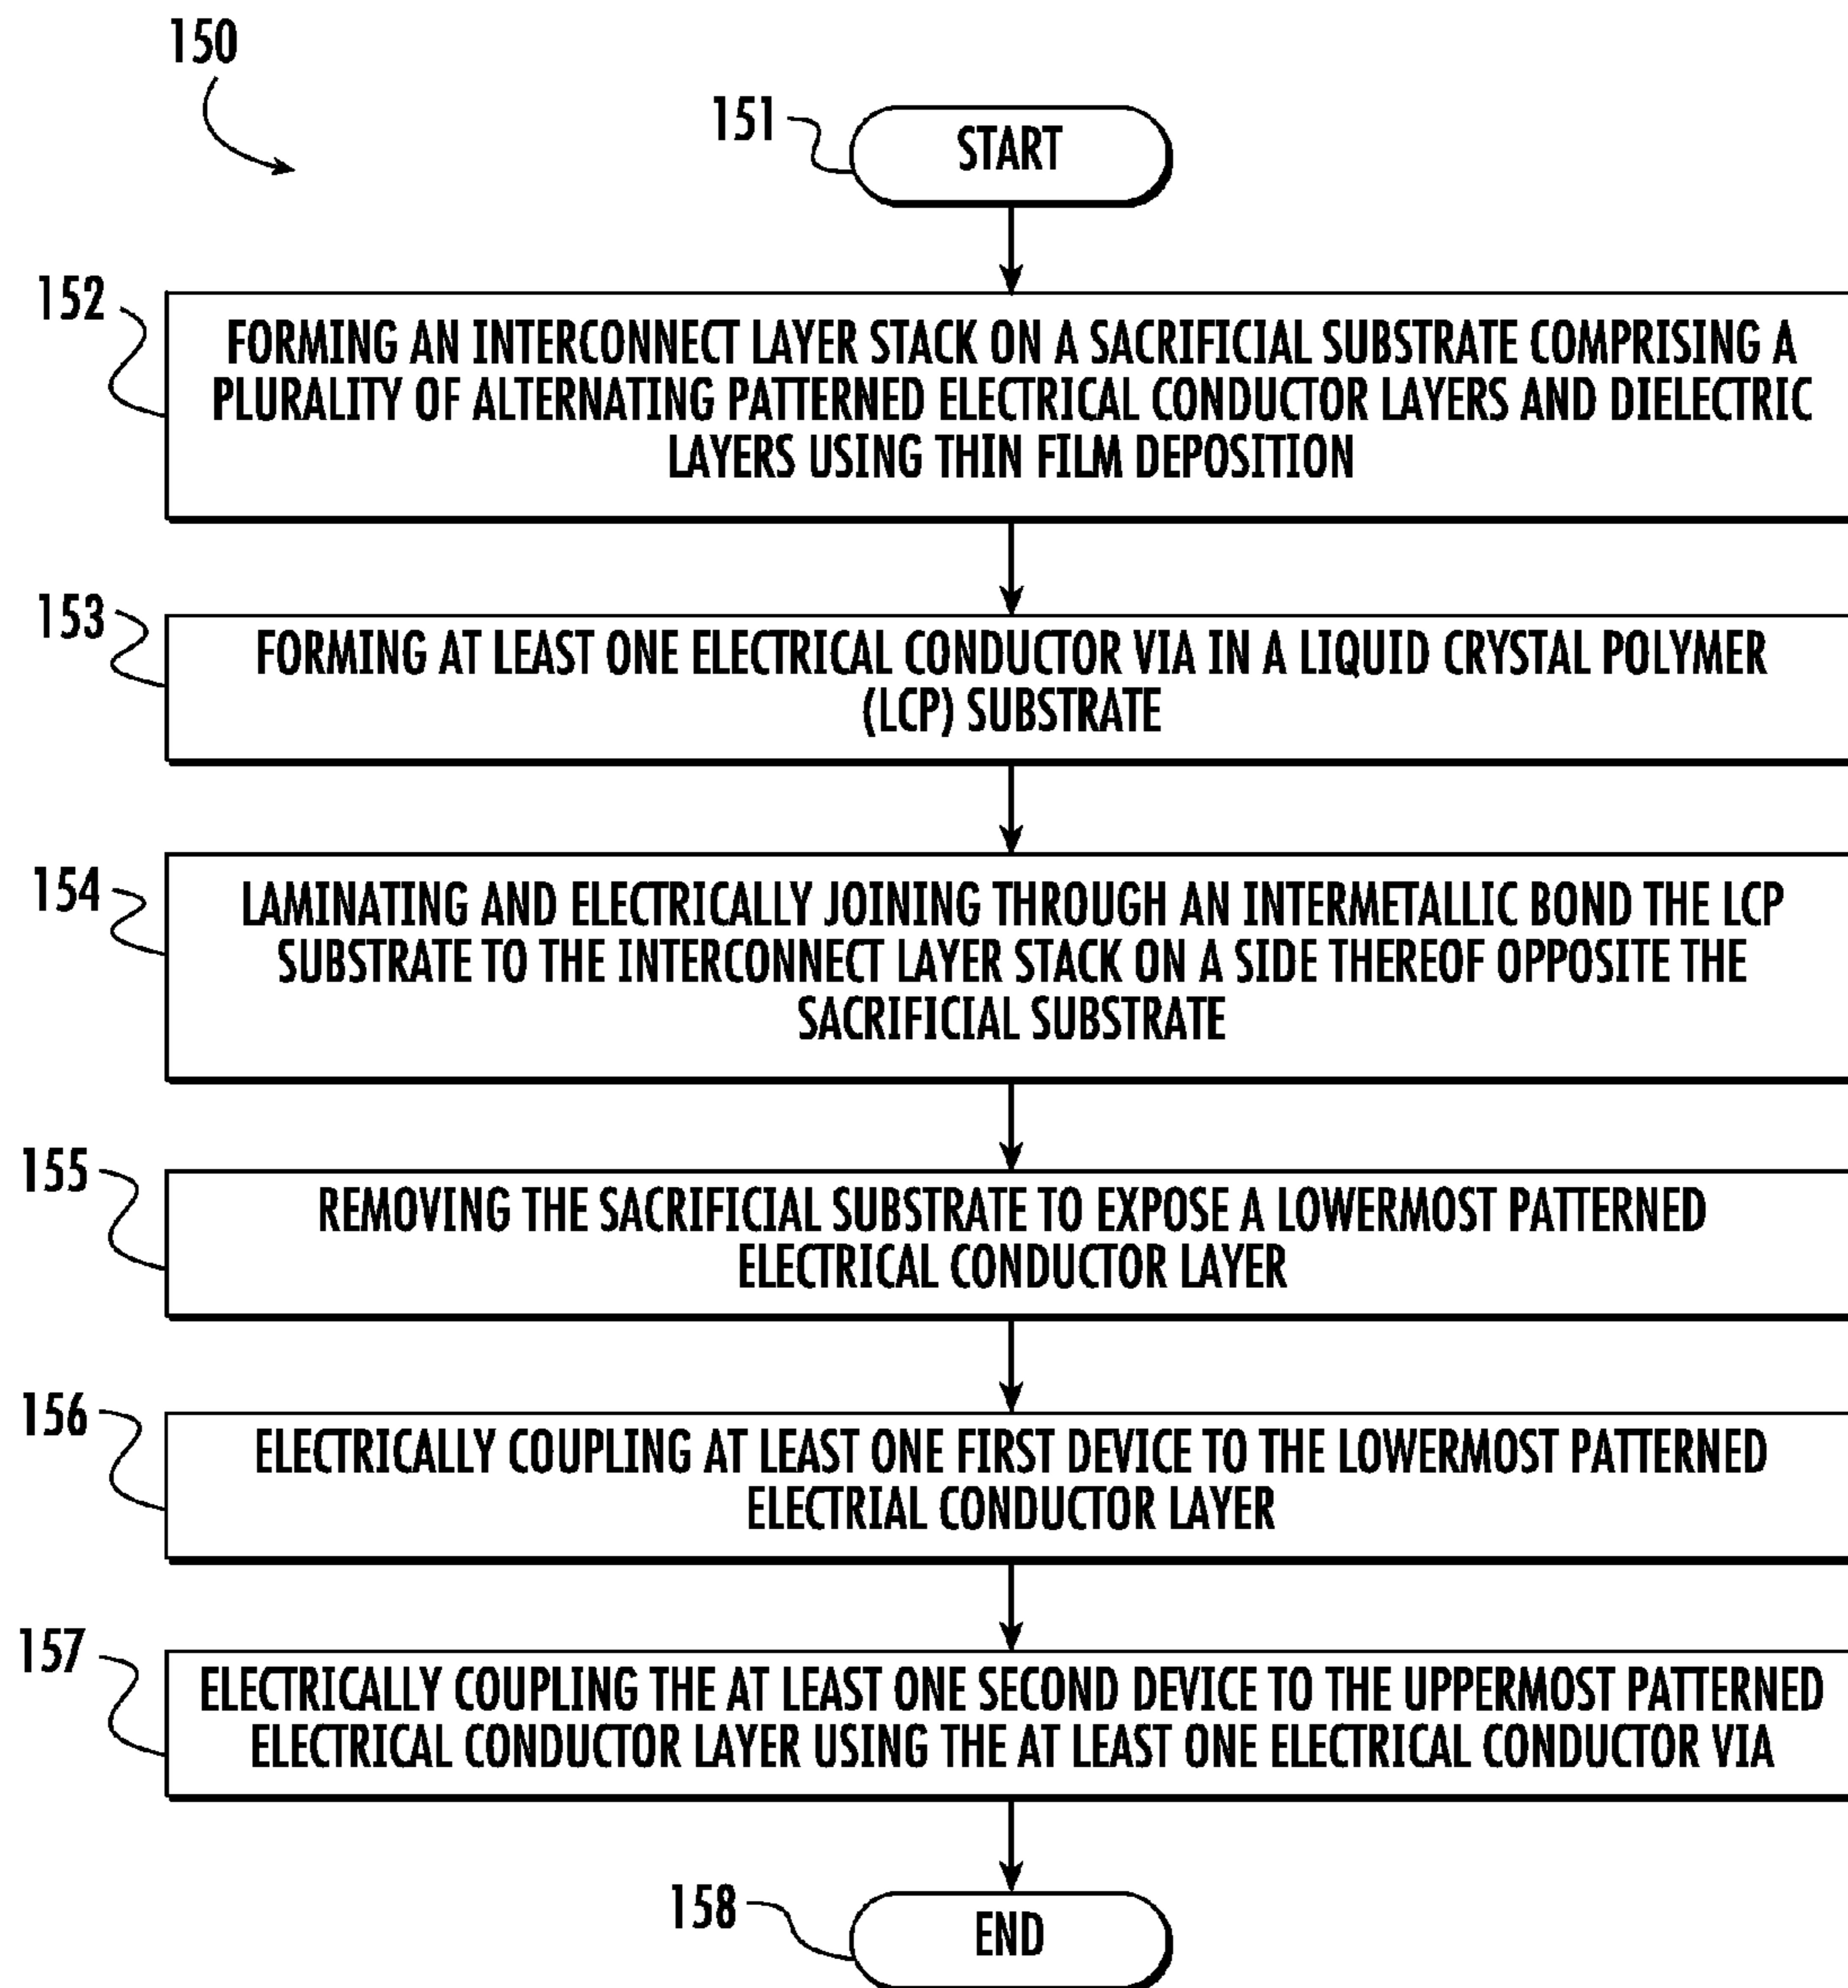 150
151
START
152
FORMING AN INTERCONNECT LAYER STACK ON A SACRIFICIAL SUBSTRATE COMPRISING A
PLURALITY OF ALTERNATING PATTERNED ELECTRICAL CONDUCTOR LAYERS AND DIELECTRIC
LAYERS USING THIN FILM DEPOSITION
153
FORMING AT LEAST ONE ELECTRICAL CONDUCTOR VIA IN A LIQUID CRYSTAL POLYMER
(LCP) SUBSTRATE
154
LAMINATING AND ELECTRICALLY JOINING THROUGH AN INTERMETALLIC BOND THE LCP
SUBSTRATE TO THE INTERCONNECT LAYER STACK ON A SIDE THEREOF OPPOSITE THE
SACRIFICIAL SUBSTRATE
155
REMOVING THE SACRIFICIAL SUBSTRATE TO EXPOSE A LOWERMOST PATTERNED
ELECTRICAL CONDUCTOR LAYER
156
ELECTRICALLY COUPLING AT LEAST ONE FIRST DEVICE TO THE LOWERMOST PATTERNED
ELECTRIAL CONDUCTOR LAYER
157
ELECTRICALLY COUPLING THE AT LEAST ONE SECOND DEVICE TO THE UPPERMOST PATTERNED
ELECTRICAL CONDUCTOR LAYER USING THE AT LEAST ONE ELECTRICAL CONDUCTOR VIA
158
END